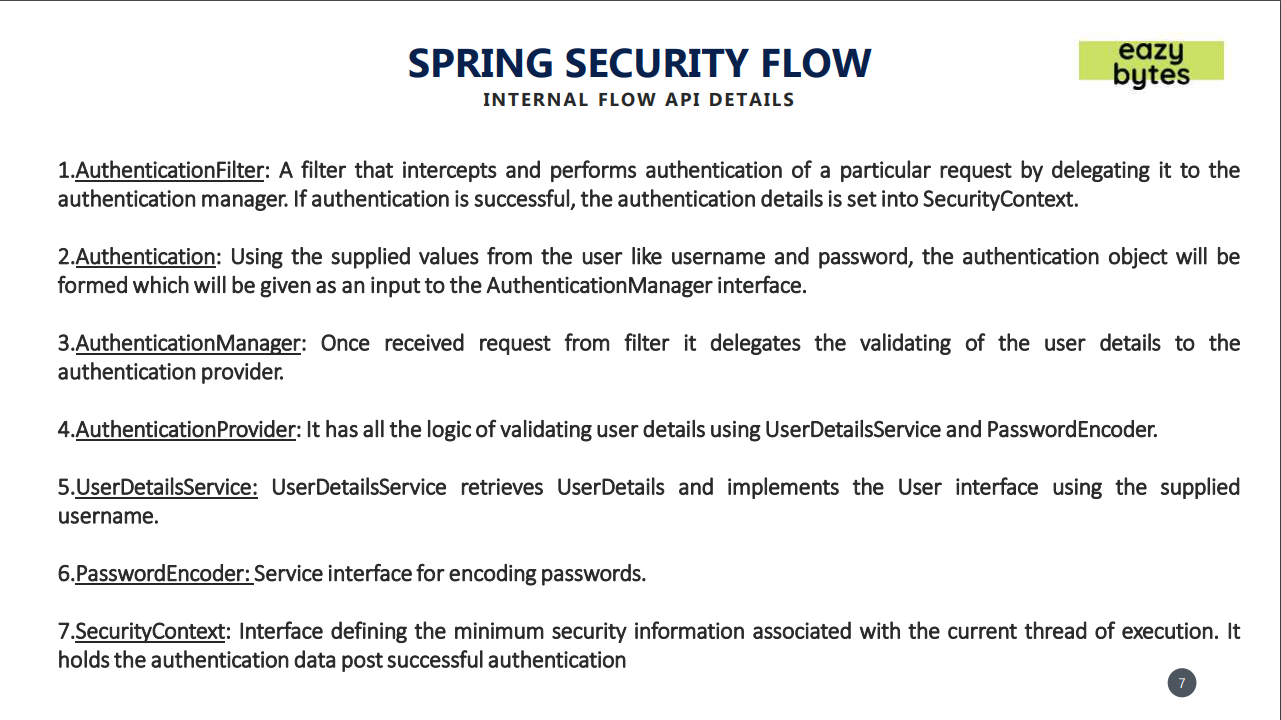 SPRING SECURITY FLOW
INTERNAL FLOW API DETAILS
eazy
bytes
1.AuthenticationFilter: A filter that intercepts and performs authentication of a particular request by delegating it to the
authentication manager. If authentication is successful, the authentication details is set into SecurityContext.
2.Authentication: Using the supplied values from the user like username and password, the authentication object will be
formed which will be given as an input to the AuthenticationManager interface.
3.AuthenticationManager: Once received request from filter it delegates the validating of the user details to the
authentication provider.
4.AuthenticationProvider: It has all the logic of validating user details using UserDetailsService and PasswordEncoder.
5.UserDetailsService: UserDetailsService retrieves UserDetails and implements the User interface using the supplied
username.
6.PasswordEncoder: Service interface for encoding passwords.
7.SecurityContext: Interface defining the minimum security information associated with the current thread of execution. It
holds the authentication data post successful authentication
7